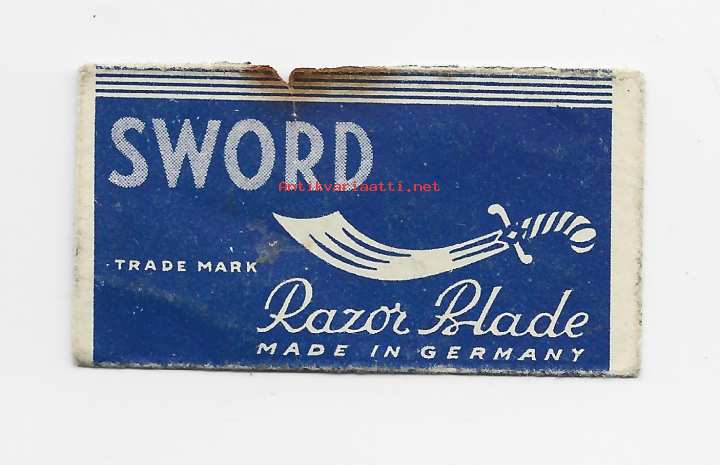 SWORD
Antikvariaatti.net
TRADE MARK
Razor Blade
MADE IN GERMANY